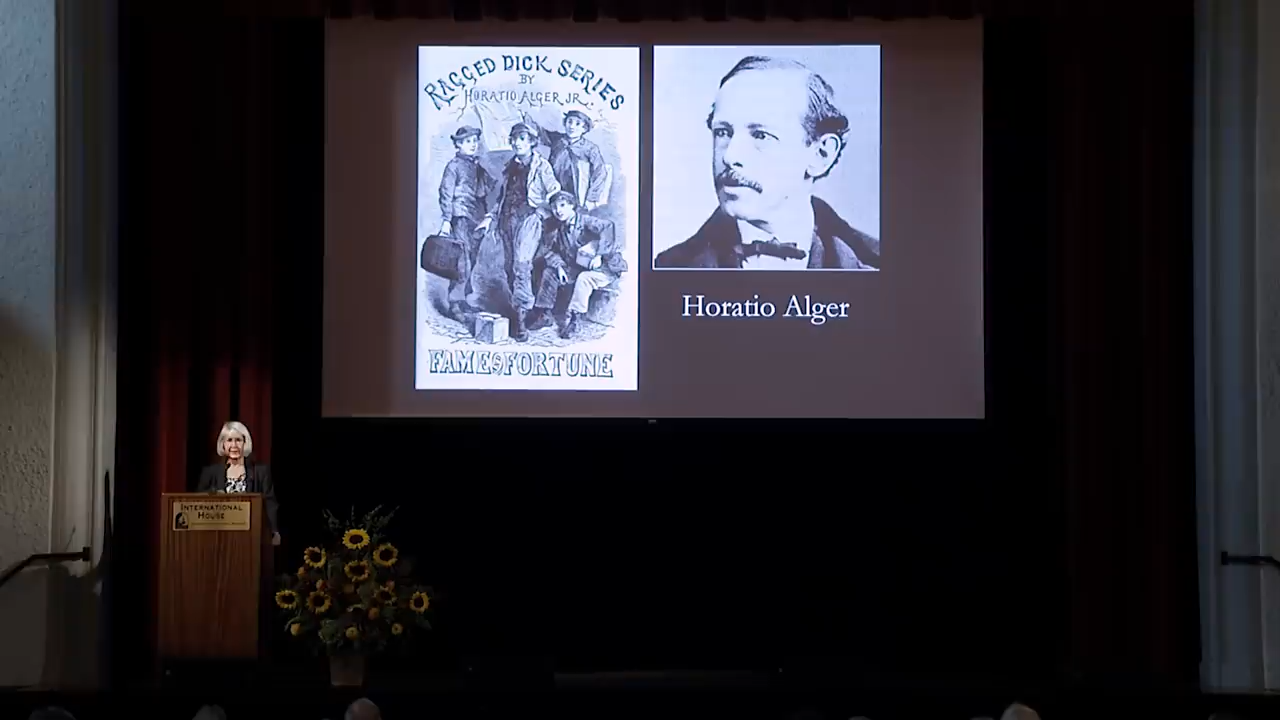 RAGGED DICK SERIES
BY
HORATIO ALGER JR.
FAME & FORTUNE
Horatio Alger
INTERNATIONAL
HOUSE